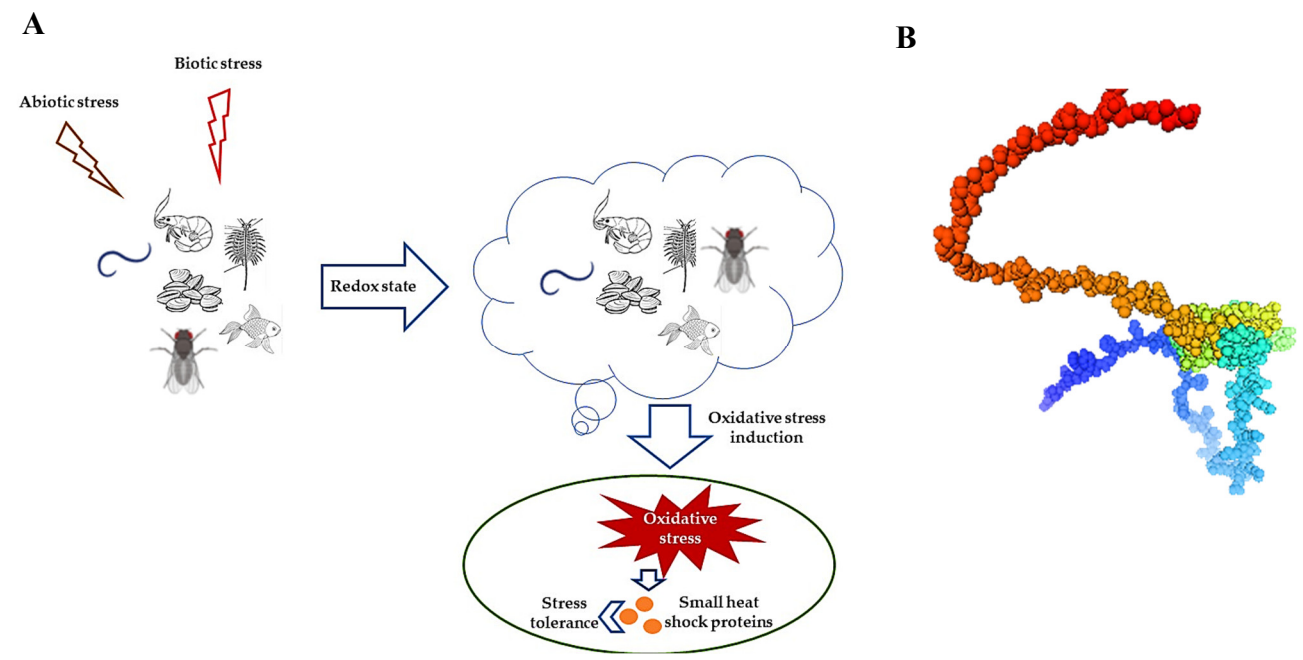 A
B
Biotic stress
Abiotic stress
Redox state
Oxidative stress
induction
Oxidative
stress
Stress
tolerance
Small heat
shock proteins